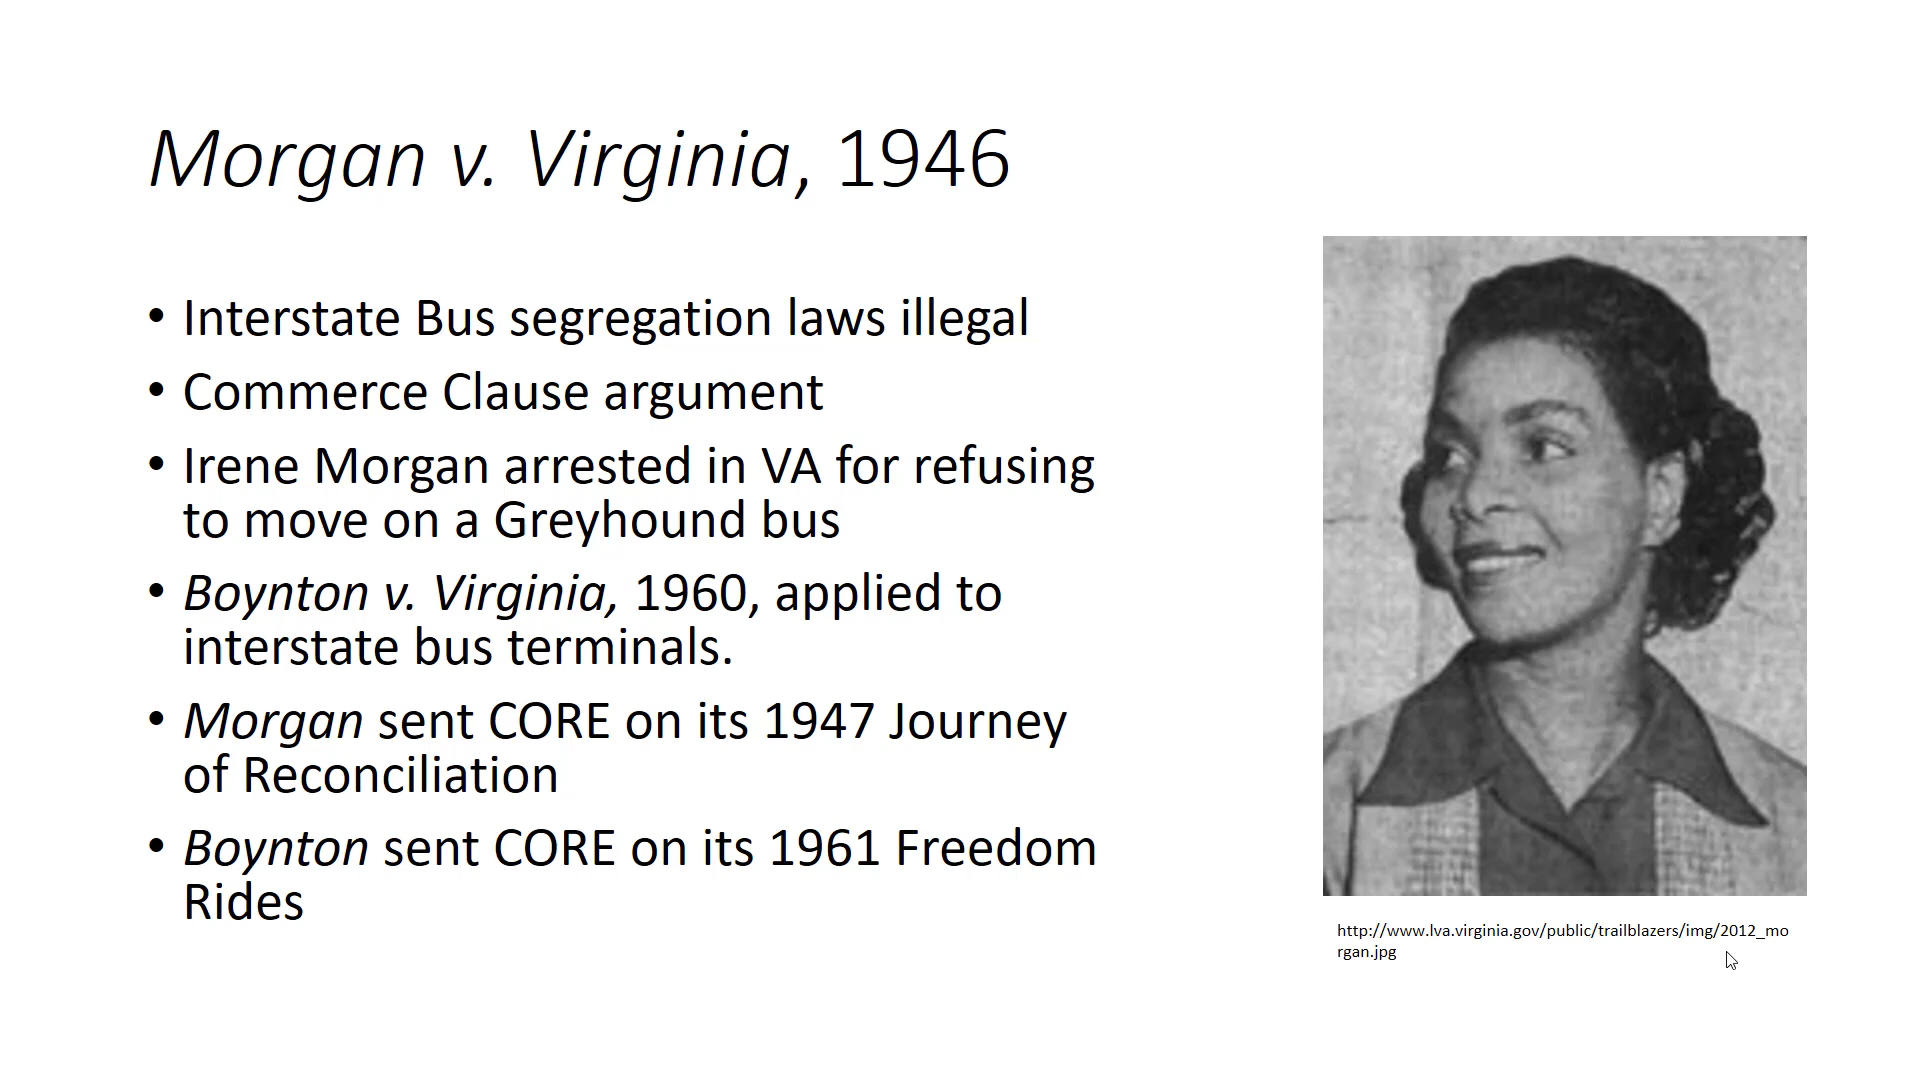 Morgan v. Virginia, 1946
• Interstate Bus segregation laws illegal
• Commerce Clause argument
• Irene Morgan arrested in VA for refusing
to move on a Greyhound bus
• Boynton v. Virginia, 1960, applied to
interstate bus terminals.
• Morgan sent CORE on its 1947 Journey
of Reconciliation
• Boynton sent CORE on its 1961 Freedom
Rides
http://www.lva.virginia.gov/public/trailblazers/img/2012_mo
rgan.jpg